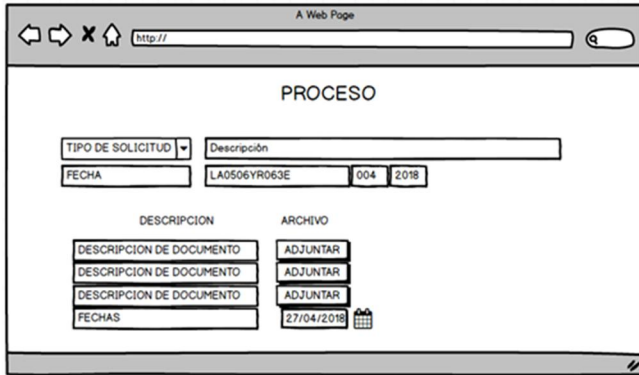 A Web Page
http://
PROCESO
TIPO DE SOLICITUD Descripción
FECHA LA0506YR063E 004 2018
DESCRIPCION ARCHIVO
DESCRIPCION DE DOCUMENTO ADJUNTAR
DESCRIPCION DE DOCUMENTO ADJUNTAR
DESCRIPCION DE DOCUMENTO ADJUNTAR
FECHAS 27/04/2018